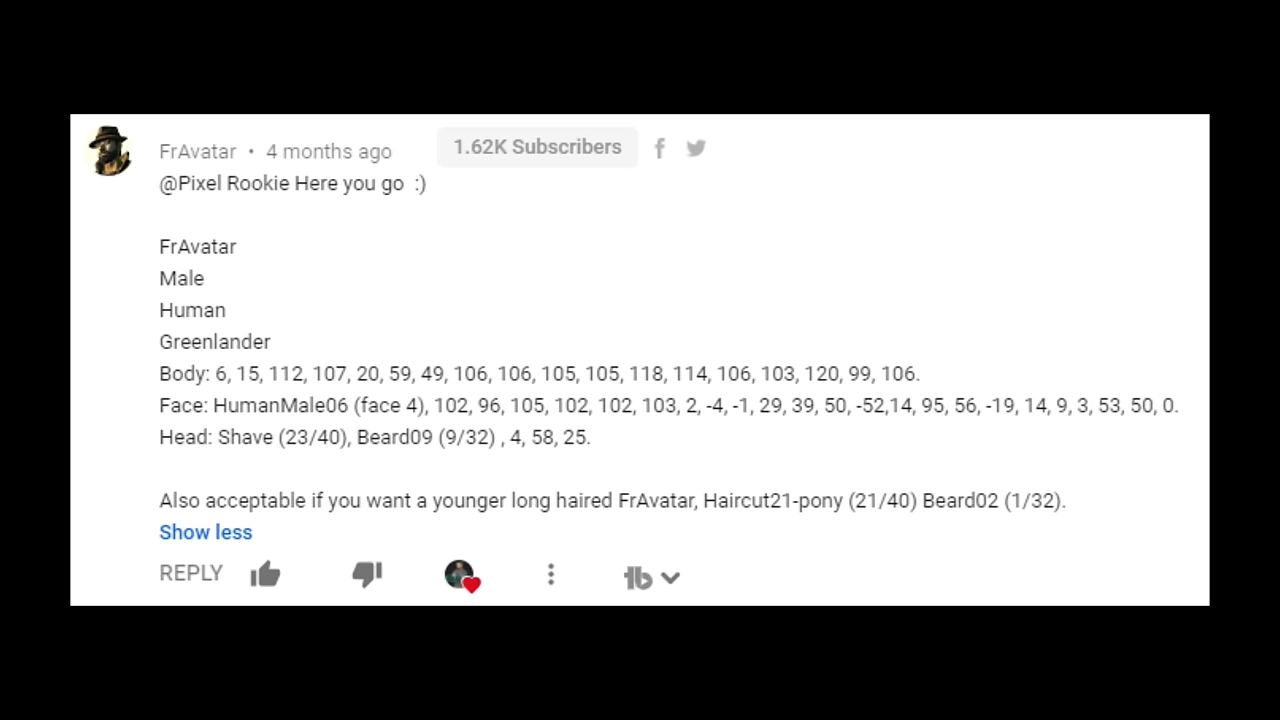 FrAvatar • 4 months ago 1.62K Subscribers
@Pixel Rookie Here you go :)
FrAvatar
Male
Human
Greenlander
Body: 6, 15, 112, 107, 20, 59, 49, 106, 106, 105, 105, 118, 114, 106, 103, 120, 99, 106.
Face: HumanMale06 (face 4), 102, 96, 105, 102, 102, 103, 2, -4, -1, 29, 39, 50, -52,14, 95, 56, -19, 14, 9, 3, 53, 50, 0.
Head: Shave (23/40), Beard09 (9/32) , 4, 58, 25.
Also acceptable if you want a younger long haired FrAvatar, Haircut21-pony (21/40) Beard02 (1/32).
Show less
REPLY